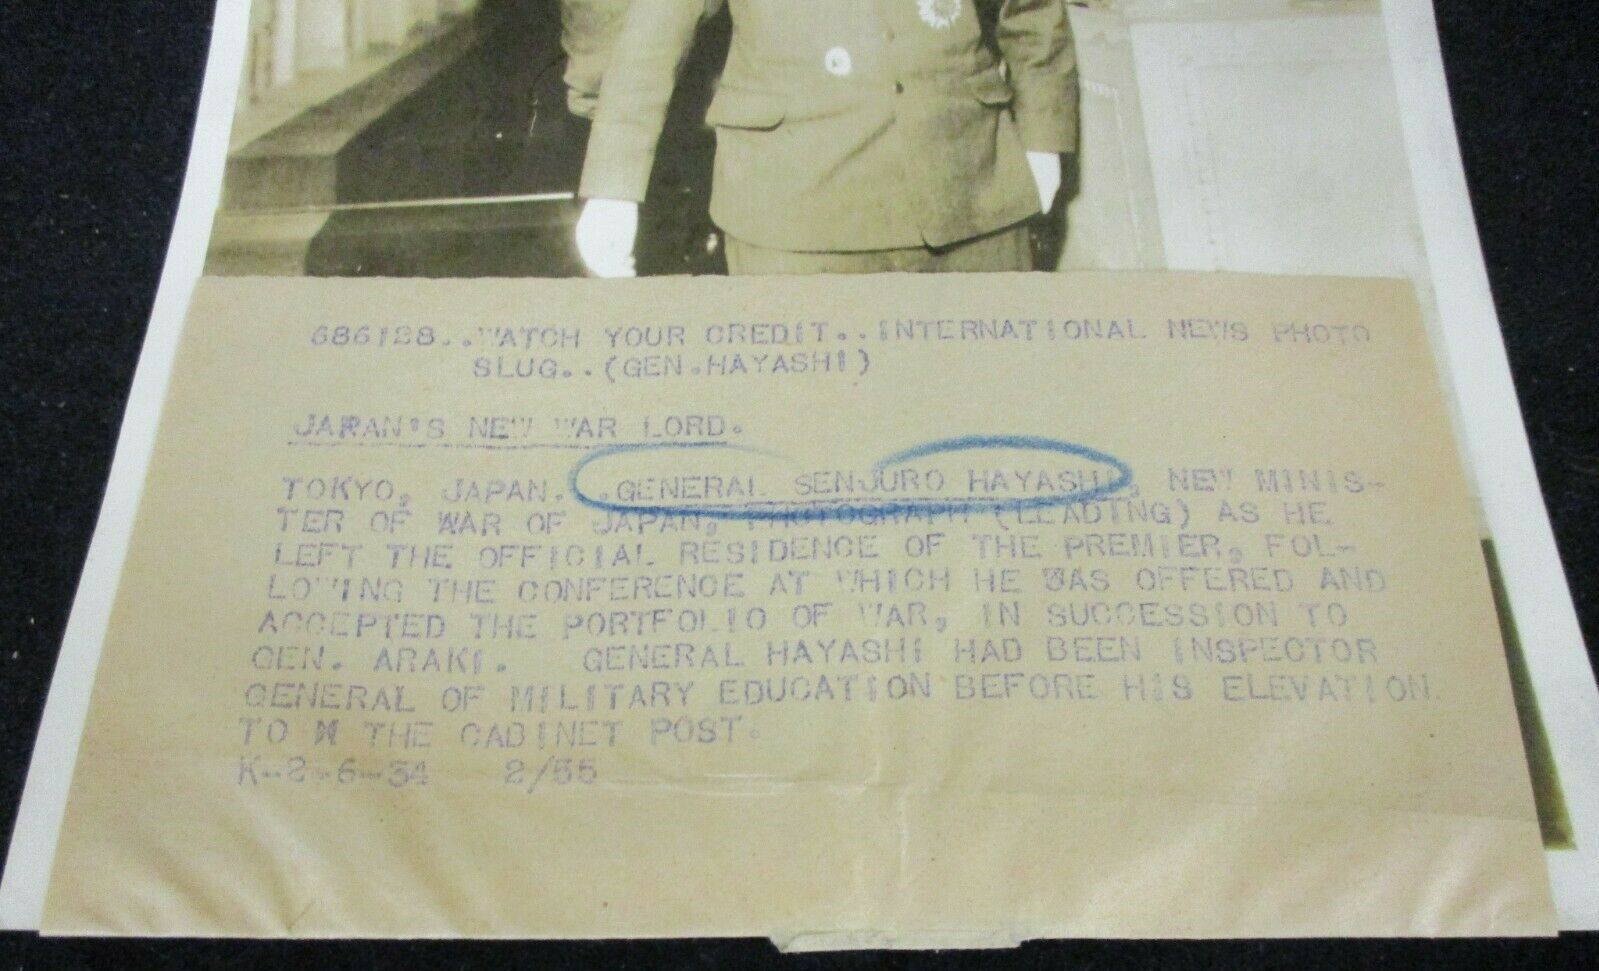 686128..WATCH YOUR CREDIT..INTERNATIONAL NEWS PHOTO
SLUG..(GEN.HAYASHI)
JAPAN'S NEW WAR LORD.
TOKYO, JAPAN...GENERAL SENJURO HAYASHI, NEW MINIS-
TER OF WAR OF JAPAN, PHOTOGRAPH (LEADING) AS HE
LEFT THE OFFICIAL RESIDENCE OF THE PREMIER, FOL-
LOWING THE CONFERENCE AT WHICH HE WAS OFFERED AND
ACCEPTED THE PORTFOLIO OF WAR, IN SUCCESSION TO
GEN. ARAKI. GENERAL HAYASHI HAD BEEN INSPECTOR
GENERAL OF MILITARY EDUCATION BEFORE HIS ELEVATION
TO THE CABINET POST.
K-2-6-34 2/55